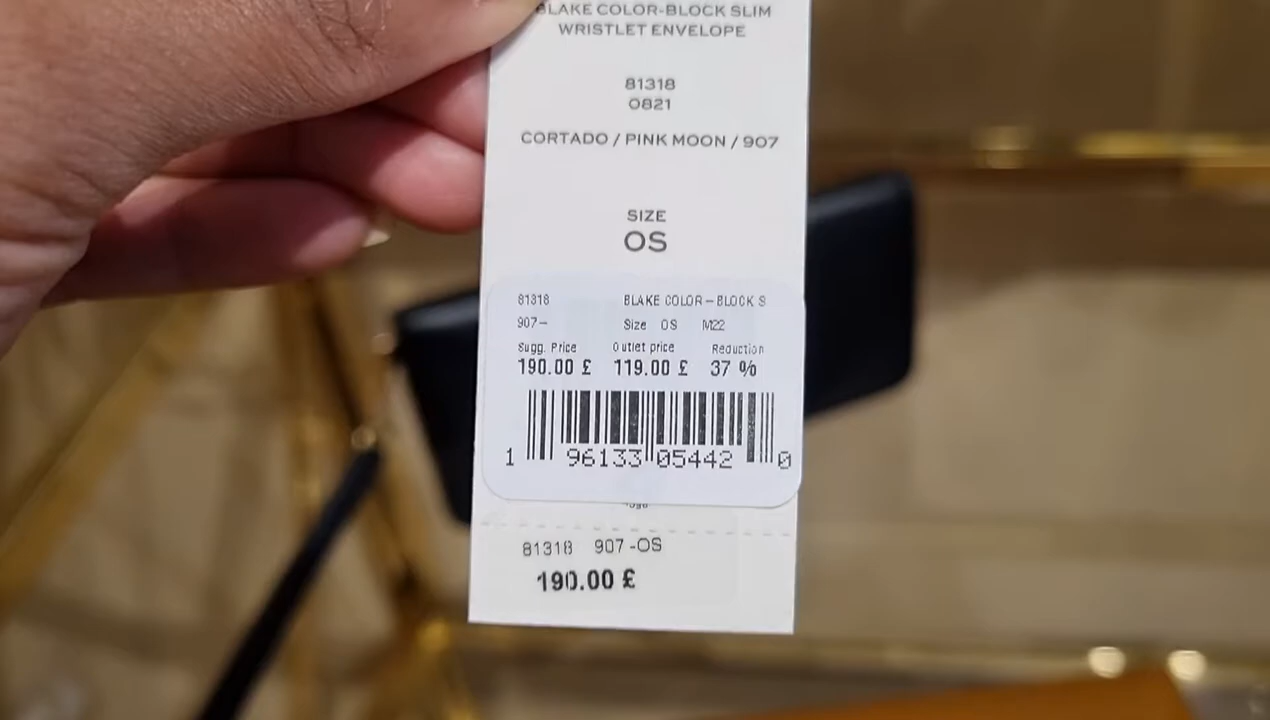 BLAKE COLOR-BLOCK SLIM
WRISTLET ENVELOPE
81318
0821
CORTADO / PINK MOON / 907
SIZE
OS
81318 BLAKE COLOR-BLOCK S
907- Size OS M22
Sugg. Price Outlet price Reduction
190.00 £ 119.00 £ 37 %
1 96133 05442 0
81318 907-OS
190.00 £